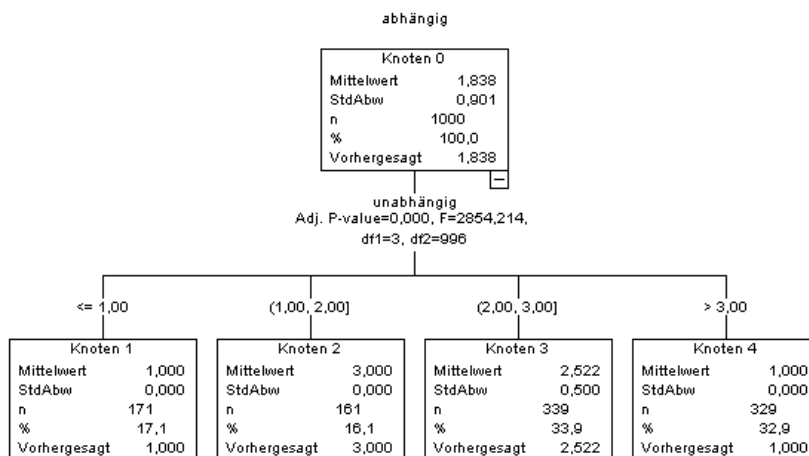 abhängig
Knoten 0
Mittelwert 1,838
StdAbw 0,901
n 1000
% 100,0
Vorhergesagt 1,838
unabhängig
Adj. P-value=0,000, F=2854,214,
df1=3, df2=996
<= 1,00
(1,00, 2,00]
(2,00, 3,00]
> 3,00
Knoten 1
Mittelwert 1,000
StdAbw 0,000
n 171
% 17,1
Vorhergesagt 1,000
Knoten 2
Mittelwert 3,000
StdAbw 0,000
n 161
% 16,1
Vorhergesagt 3,000
Knoten 3
Mittelwert 2,522
StdAbw 0,500
n 339
% 33,9
Vorhergesagt 2,522
Knoten 4
Mittelwert 1,000
StdAbw 0,000
n 329
% 32,9
Vorhergesagt 1,000